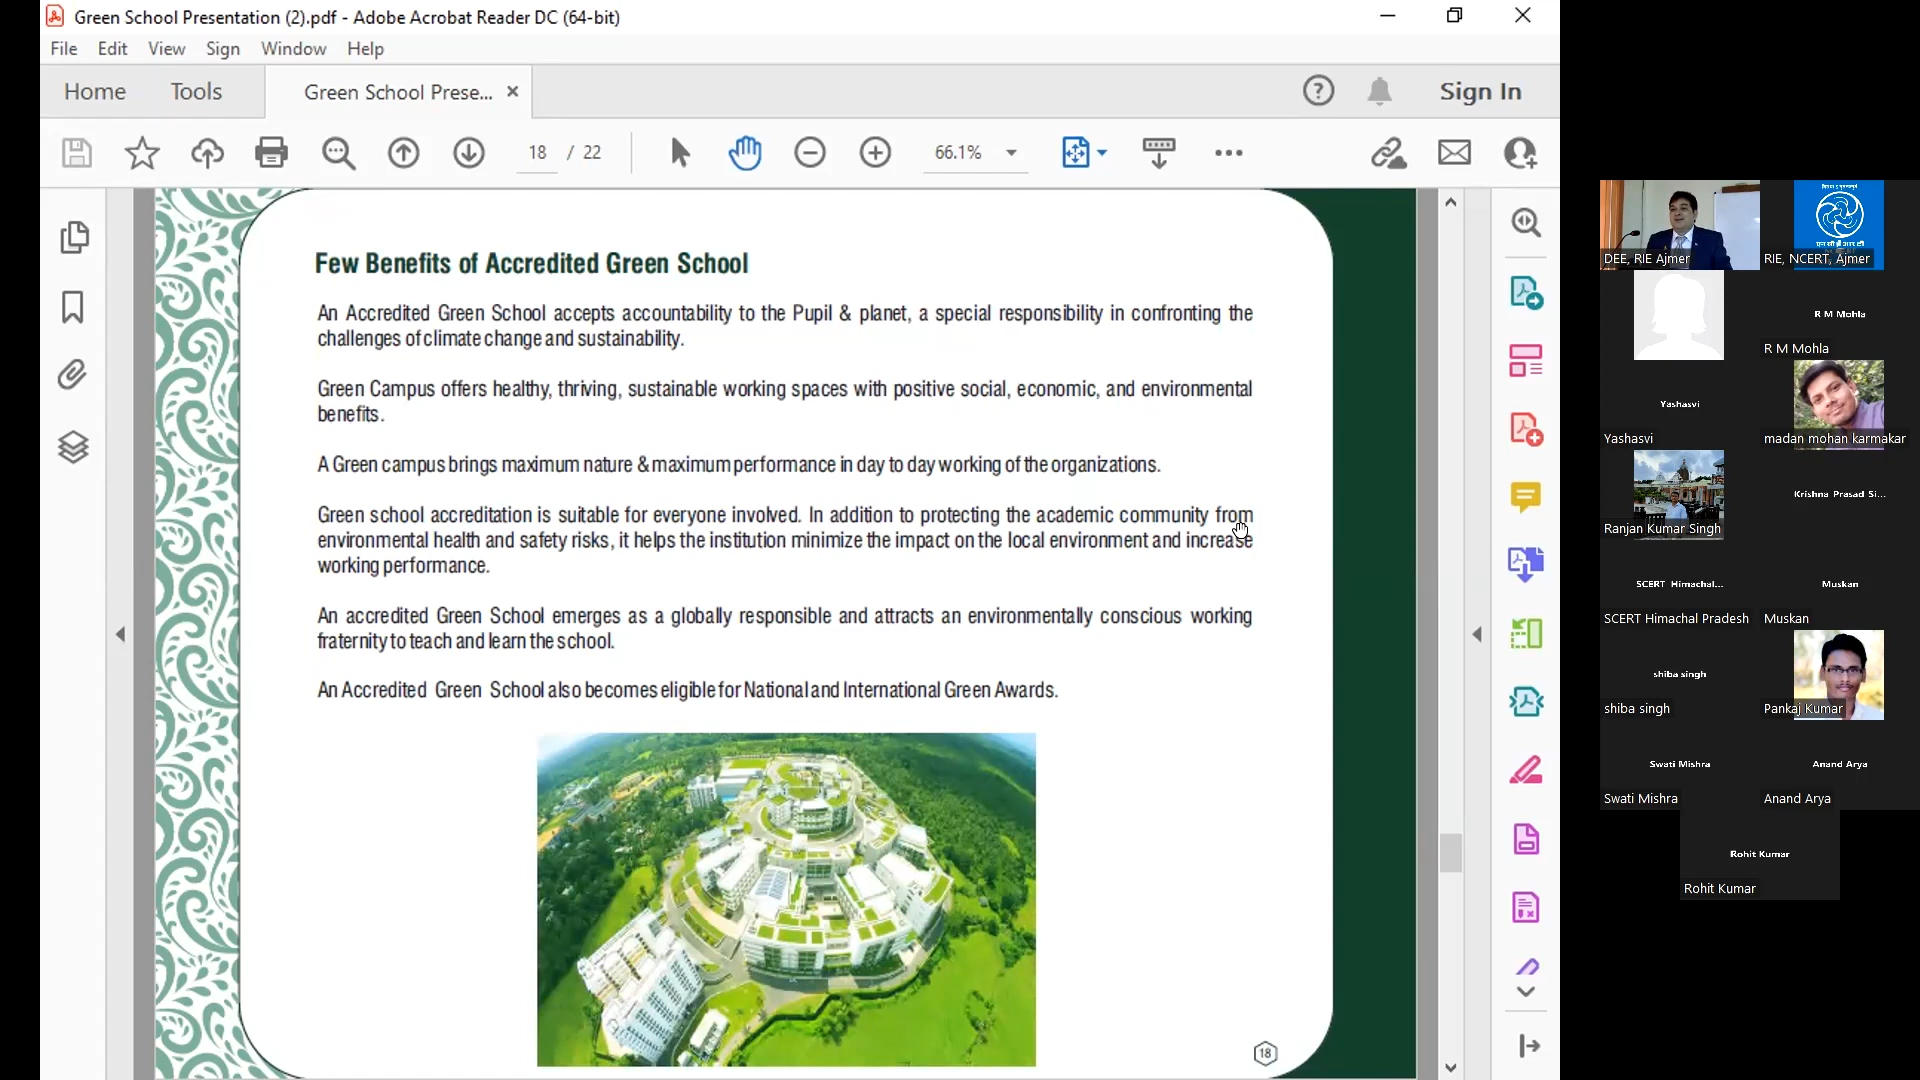 Green School Presentation (2).pdf - Adobe Acrobat Reader DC (64-bit)
File Edit View Sign Window Help
Home Tools Green School Prese... × Sign In
18 / 22 66.1%
Few Benefits of Accredited Green School
An Accredited Green School accepts accountability to the Pupil & planet, a special responsibility in confronting the
challenges of climate change and sustainability.
Green Campus offers healthy, thriving, sustainable working spaces with positive social, economic, and environmental
benefits.
A Green campus brings maximum nature & maximum performance in day to day working of the organizations.
Green school accreditation is suitable for everyone involved. In addition to protecting the academic community from
environmental health and safety risks, it helps the institution minimize the impact on the local environment and increase
working performance.
An accredited Green School emerges as a globally responsible and attracts an environmentally conscious working
fraternity to teach and learn the school.
An Accredited Green School also becomes eligible for National and International Green Awards.
18
DEE, RIE Ajmer
RIE, NCERT, Ajmer
R M Mohla
R M Mohla
Yashasvi
Yashasvi
madan mohan karmakar
Ranjan Kumar Singh
Krishna Prasad Si...
SCERT Himachal...
SCERT Himachal Pradesh
Muskan
Muskan
shiba singh
shiba singh
Pankaj Kumar
Swati Mishra
Swati Mishra
Anand Arya
Anand Arya
Rohit Kumar
Rohit Kumar